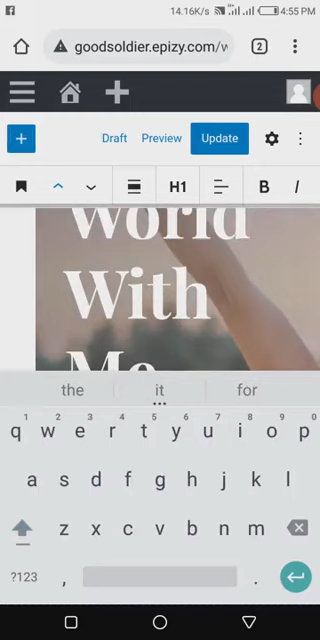 14.16K/s 4:55 PM
goodsoldier.epizy.com/w
2
Draft Preview Update
H1 B I
World
With
Me
the it for
1 2 3 4 5 6 7 8 9 0
q w e r t y u i o p
a s d f g h j k l
z x c v b n m
?123 , .